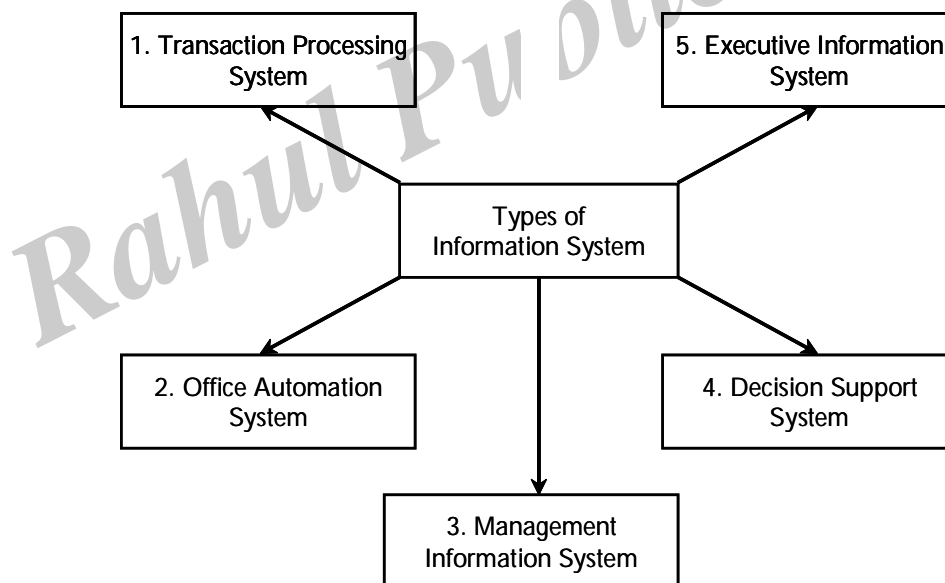 1. Transaction Processing
System
5. Executive Information
System
Types of
Information System
2. Office Automation
System
4. Decision Support
System
3. Management
Information System
Rahul